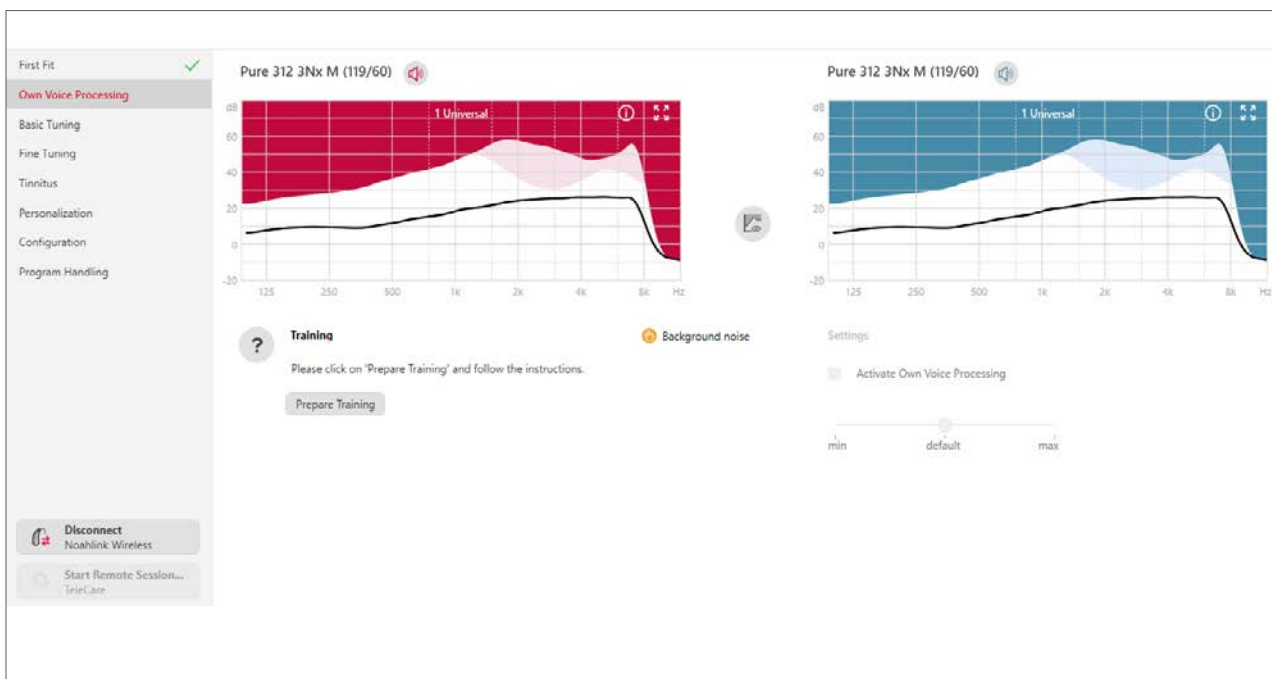 First Fit
Own Voice Processing
Basic Tuning
Fine Tuning
Tinnitus
Personalization
Configuration
Program Handling
Disconnect
Noahlink Wireless
Start Remote Session...
TeleCare
Pure 312 3Nx M (119/60)
dB
1 Universal
60
40
20
0
-20
125 250 500 1k 2k 4k 8k Hz
Pure 312 3Nx M (119/60)
dB
1 Universal
60
40
20
0
-20
125 250 500 1k 2k 4k 8k Hz
?
Training
Background noise
Please click on 'Prepare Training' and follow the instructions.
Prepare Training
Settings
Activate Own Voice Processing
min default max